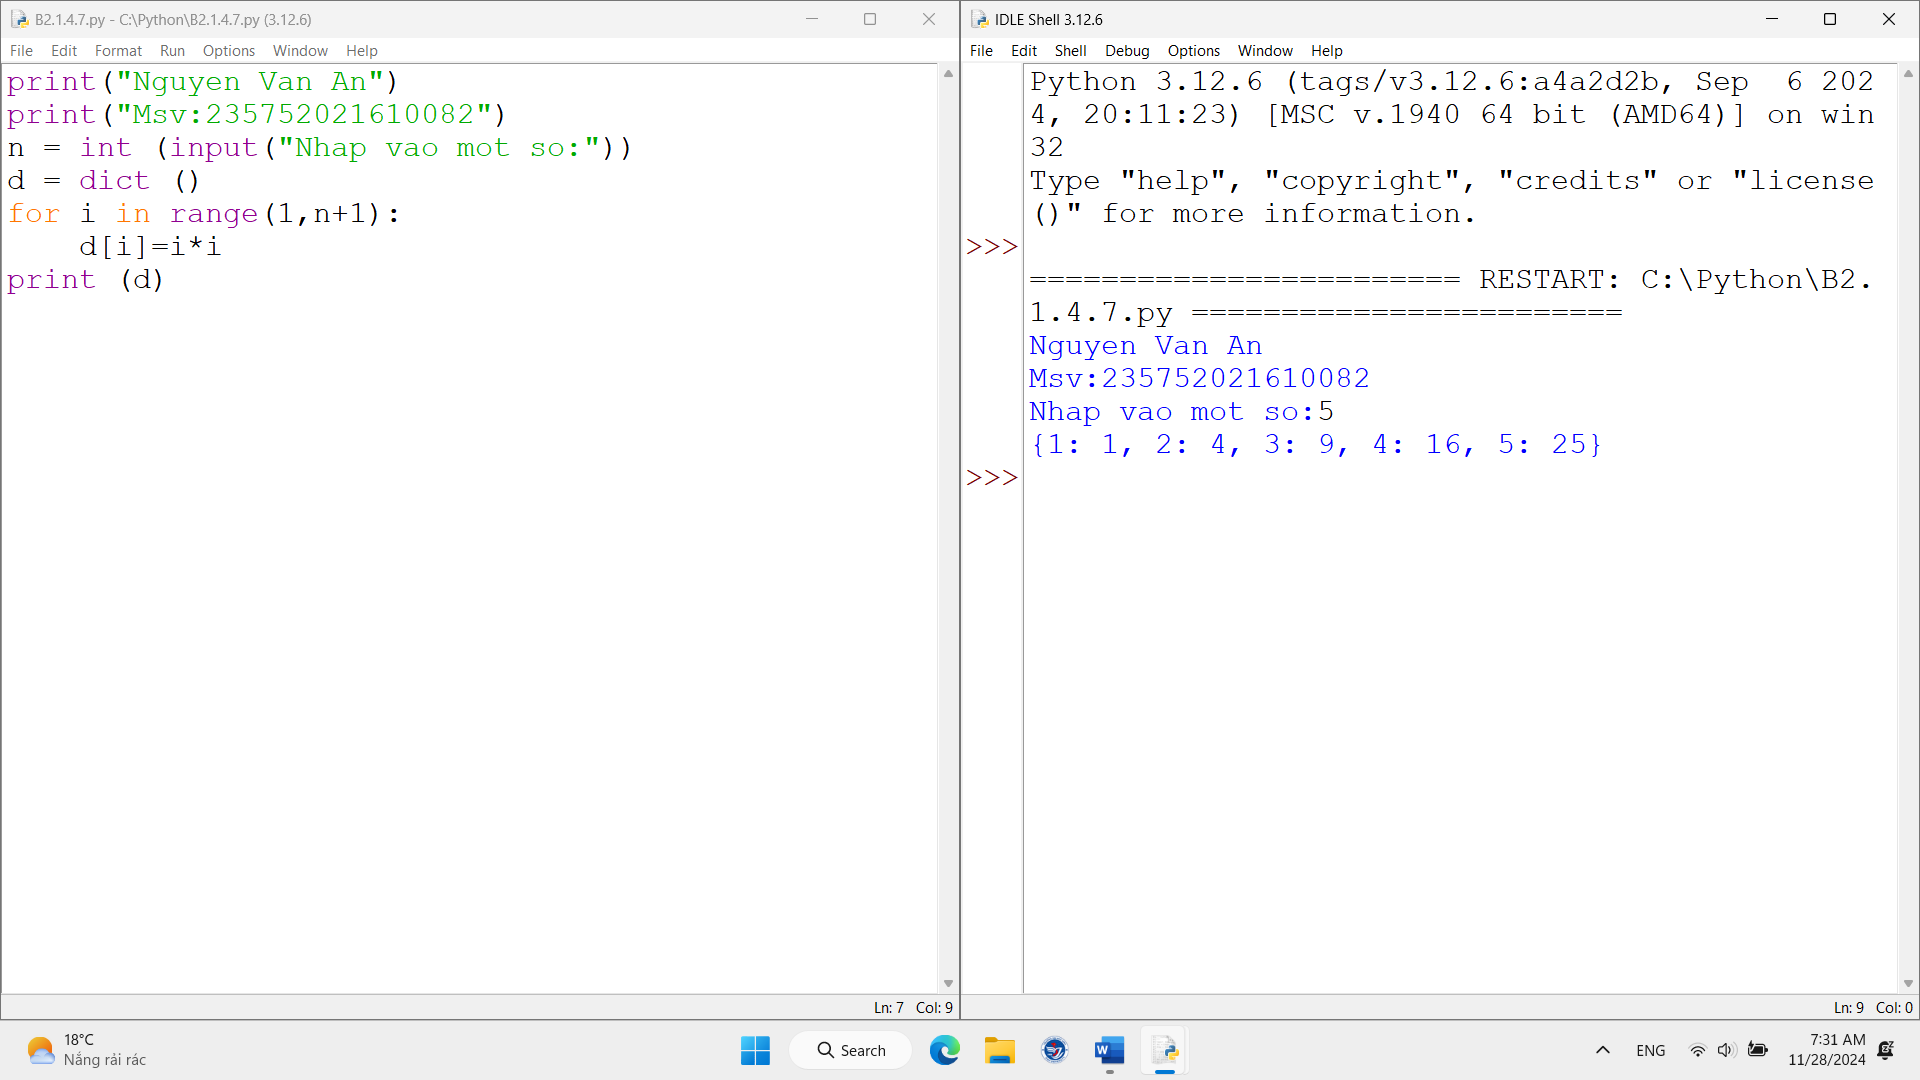 B2.1.4.7.py - C:\Python\B2.1.4.7.py (3.12.6)
File Edit Format Run Options Window Help
print("Nguyen Van An")
print("Msv:235752021610082")
n = int (input("Nhap vao mot so:"))
d = dict ()
for i in range(1,n+1):
    d[i]=i*i
print (d)
Ln: 7 Col: 9
IDLE Shell 3.12.6
File Edit Shell Debug Options Window Help
Python 3.12.6 (tags/v3.12.6:a4a2d2b, Sep  6 202
4, 20:11:23) [MSC v.1940 64 bit (AMD64)] on win
32
Type "help", "copyright", "credits" or "license
()" for more information.
>>>
======================== RESTART: C:\Python\B2.
1.4.7.py ========================
Nguyen Van An
Msv:235752021610082
Nhap vao mot so:5
{1: 1, 2: 4, 3: 9, 4: 16, 5: 25}
>>>
Ln: 9 Col: 0
18°C
Nắng rải rác
Search
W
ENG
7:31 AM
11/28/2024